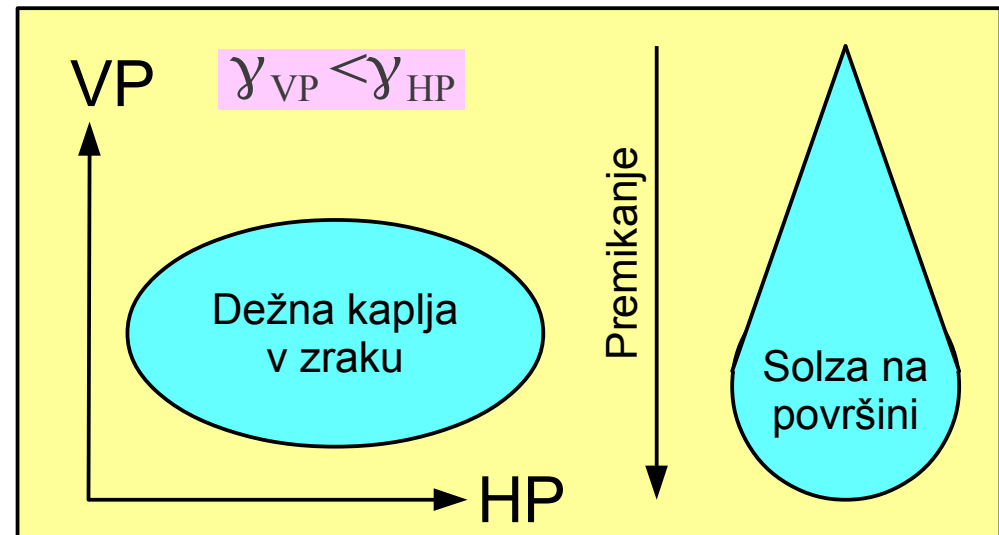 VP
γVP <γHP
Premikanje
Dežna kaplja
v zraku
Solza na
površini
HP